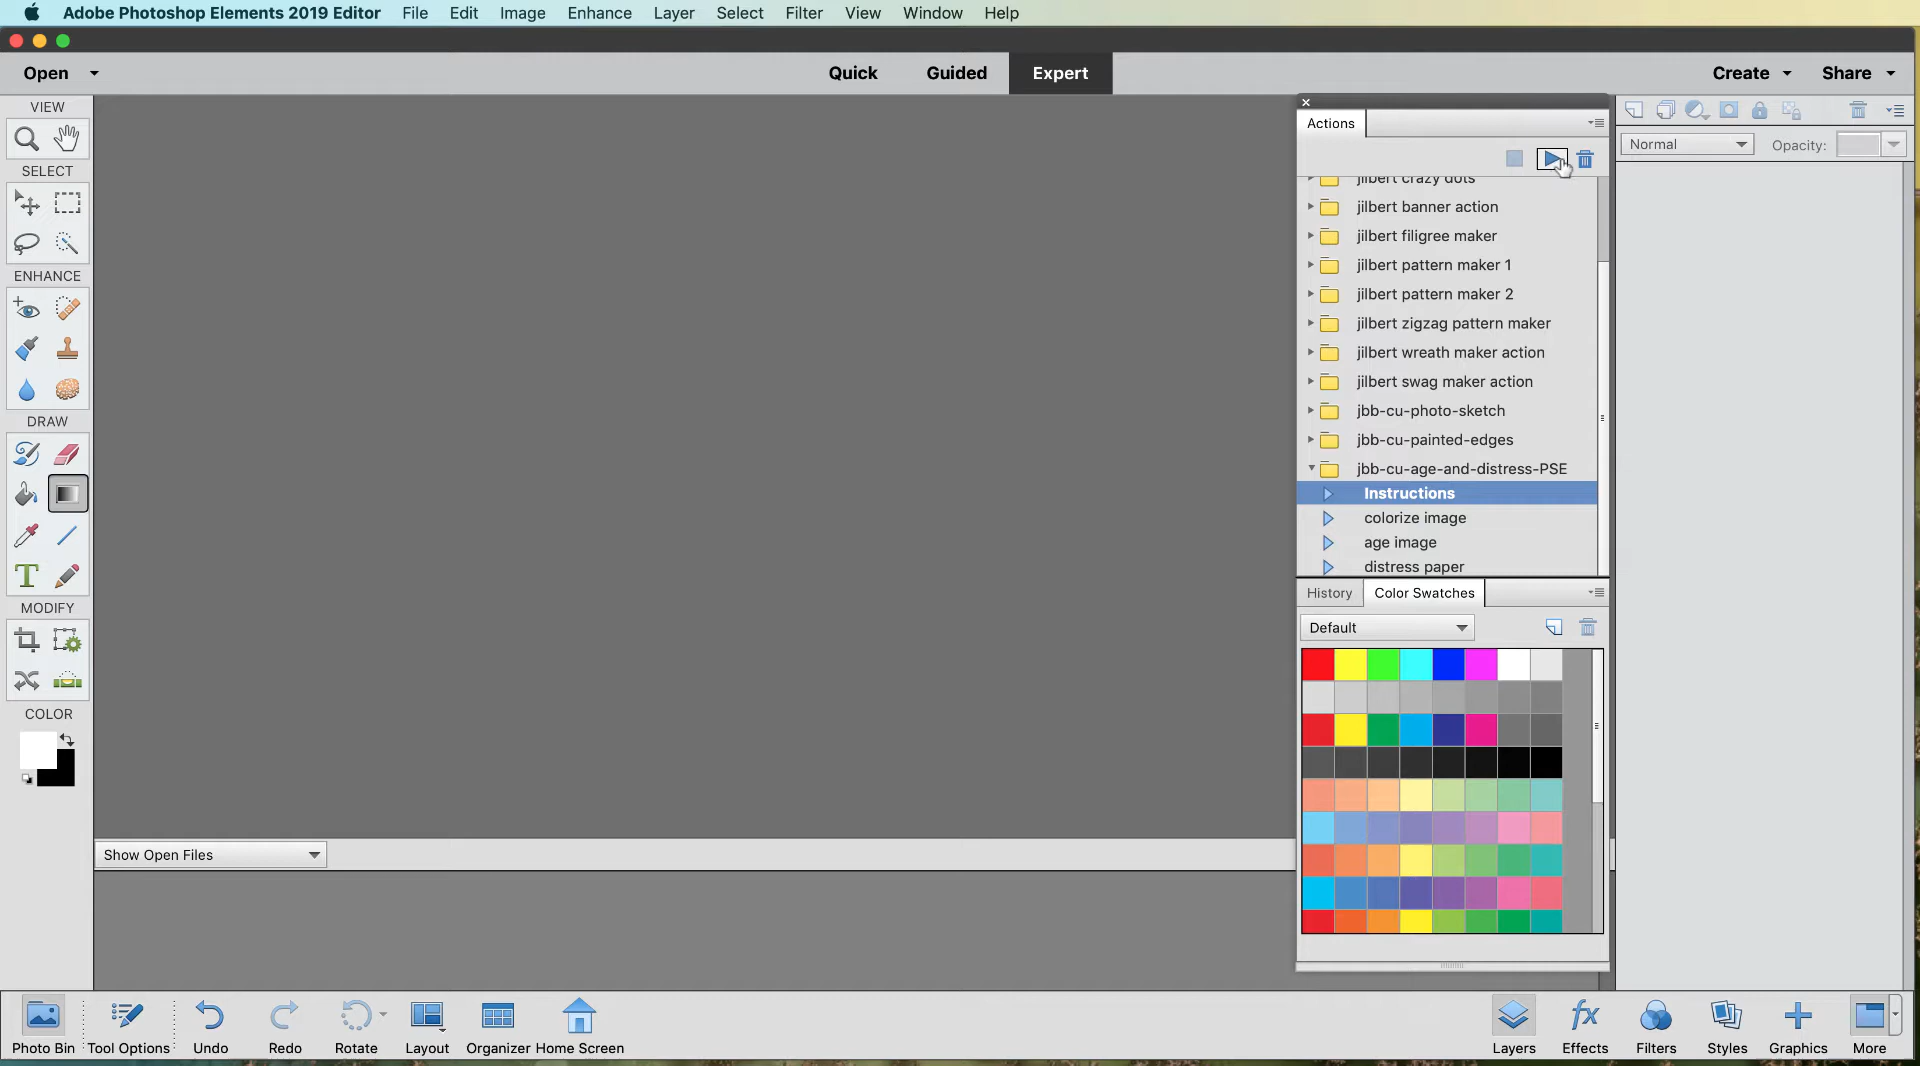 Adobe Photoshop Elements 2019 Editor File Edit Image Enhance Layer Select Filter View Window Help
Open Quick Guided Expert Create Share
VIEW
SELECT
ENHANCE
DRAW
T
MODIFY
COLOR
Actions
jilbert crazy dots
jilbert banner action
jilbert filigree maker
jilbert pattern maker 1
jilbert pattern maker 2
jilbert zigzag pattern maker
jilbert wreath maker action
jilbert swag maker action
jbb-cu-photo-sketch
jbb-cu-painted-edges
jbb-cu-age-and-distress-PSE
Instructions
colorize image
age image
distress paper
History Color Swatches
Default
Normal Opacity:
Show Open Files
Photo Bin Tool Options Undo Redo Rotate Layout Organizer Home Screen
fx
Layers Effects Filters Styles Graphics More